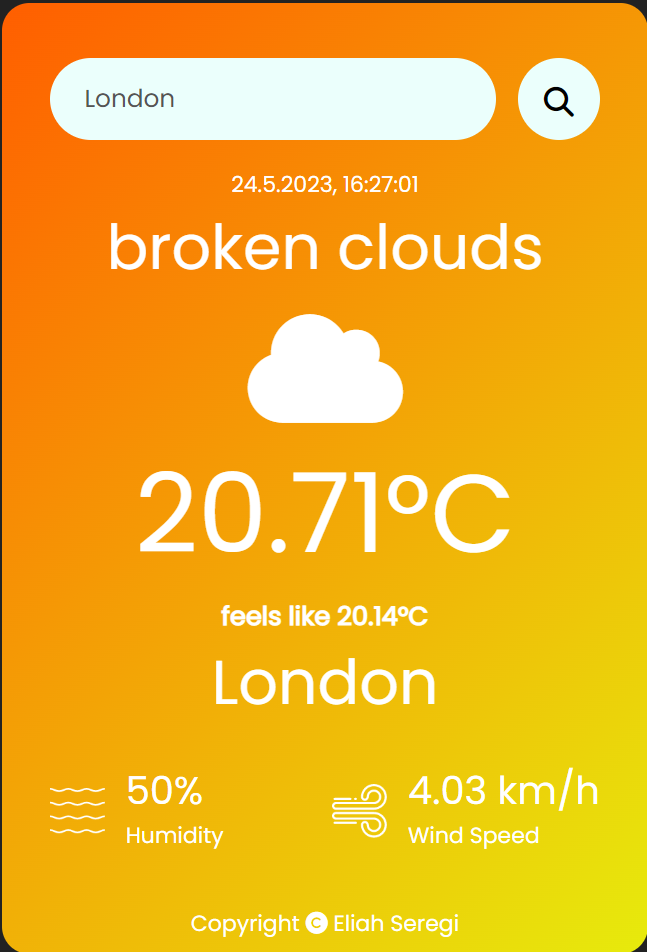 London
24.5.2023, 16:27:01
broken clouds
20.71°C
feels like 20.14°C
London
50%
Humidity
4.03 km/h
Wind Speed
Copyright © Eliah Seregi